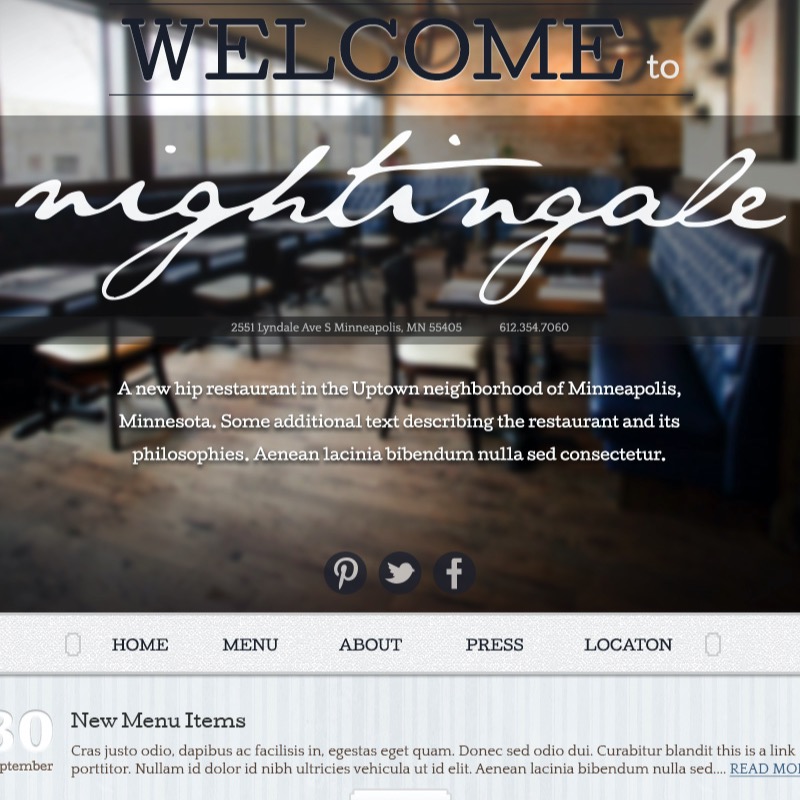 WELCOME to
nightingale
2551 Lyndale Ave S Minneapolis, MN 55405 612.354.7060
A new hip restaurant in the Uptown neighborhood of Minneapolis,
Minnesota. Some additional text describing the restaurant and its
philosophies. Aenean lacinia bibendum nulla sed consectetur.
HOME MENU ABOUT PRESS LOCATON
30 New Menu Items
Cras justo odio, dapibus ac facilisis in, egestas eget quam. Donec sed odio dui. Curabitur blandit this is a link
ptember porttitor. Nullam id dolor id nibh ultricies vehicula ut id elit. Aenean lacinia bibendum nulla sed.... READ MO